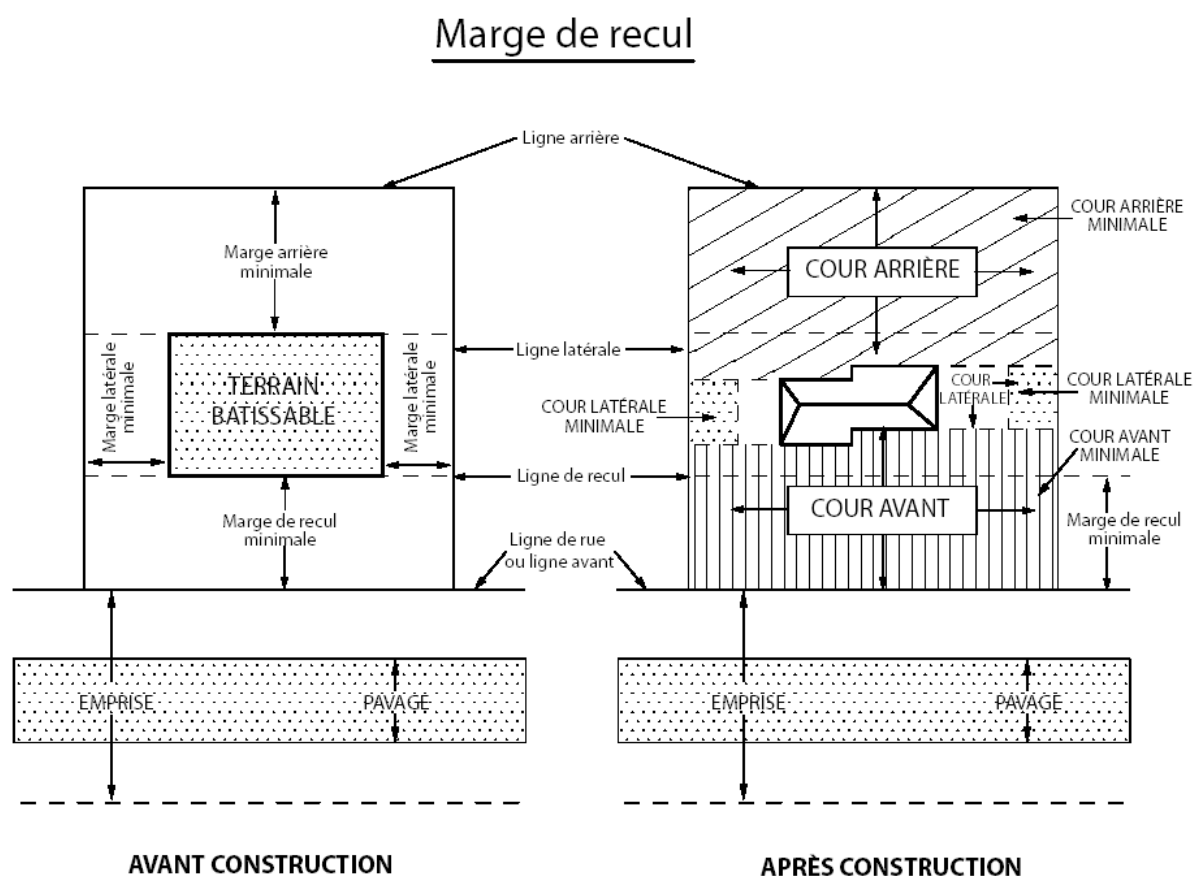 Marge de recul
Ligne arrière
COUR ARRIÈRE
MINIMALE
Marge arrière
minimale
COUR ARRIÈRE
Ligne latérale
Marge latérale
minimale
TERRAIN
BATISSABLE
Marge latérale
minimale
COUR LATÉRALE
MINIMALE
COUR
LATÉRALE
COUR LATÉRALE
MINIMALE
COUR AVANT
MINIMALE
Ligne de recul
COUR AVANT
Marge de recul
minimale
Marge de recul
minimale
Ligne de rue
ou ligne avant
EMPRISE
PAVAGE
EMPRISE
PAVAGE
AVANT CONSTRUCTION
APRÈS CONSTRUCTION